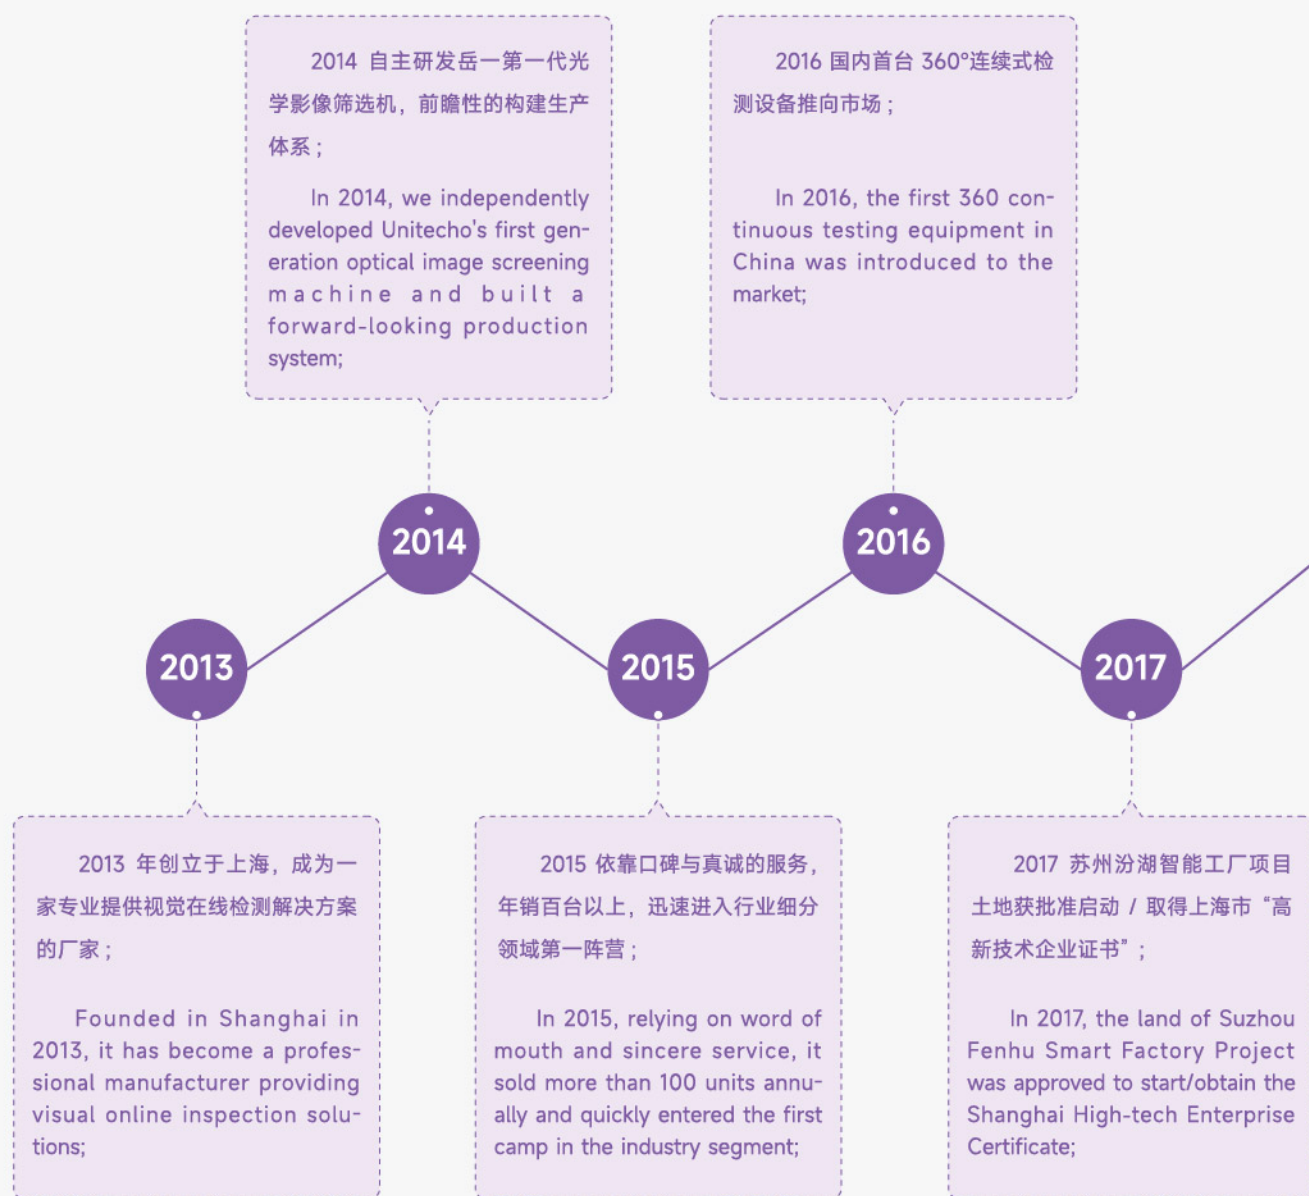 2014 自主研发岳一第一代光
学影像筛选机，前瞻性的构建生产
体系；
In 2014, we independently
developed Unitecho's first gen-
eration optical image screening
machine and built a
forward-looking production
system;
2016 国内首台 360°连续式检
测设备推向市场；
In 2016, the first 360 con-
tinuous testing equipment in
China was introduced to the
market;
2014
2016
2013
2015
2017
2013 年创立于上海，成为一
家专业提供视觉在线检测解决方案
的厂家；
Founded in Shanghai in
2013, it has become a profes-
sional manufacturer providing
visual online inspection solu-
tions;
2015 依靠口碑与真诚的服务，
年销百台以上，迅速进入行业细分
领域第一阵营；
In 2015, relying on word of
mouth and sincere service, it
sold more than 100 units annu-
ally and quickly entered the first
camp in the industry segment;
2017 苏州汾湖智能工厂项目
土地获批准启动 / 取得上海市“高
新技术企业证书”；
In 2017, the land of Suzhou
Fenhu Smart Factory Project
was approved to start/obtain the
Shanghai High-tech Enterprise
Certificate;